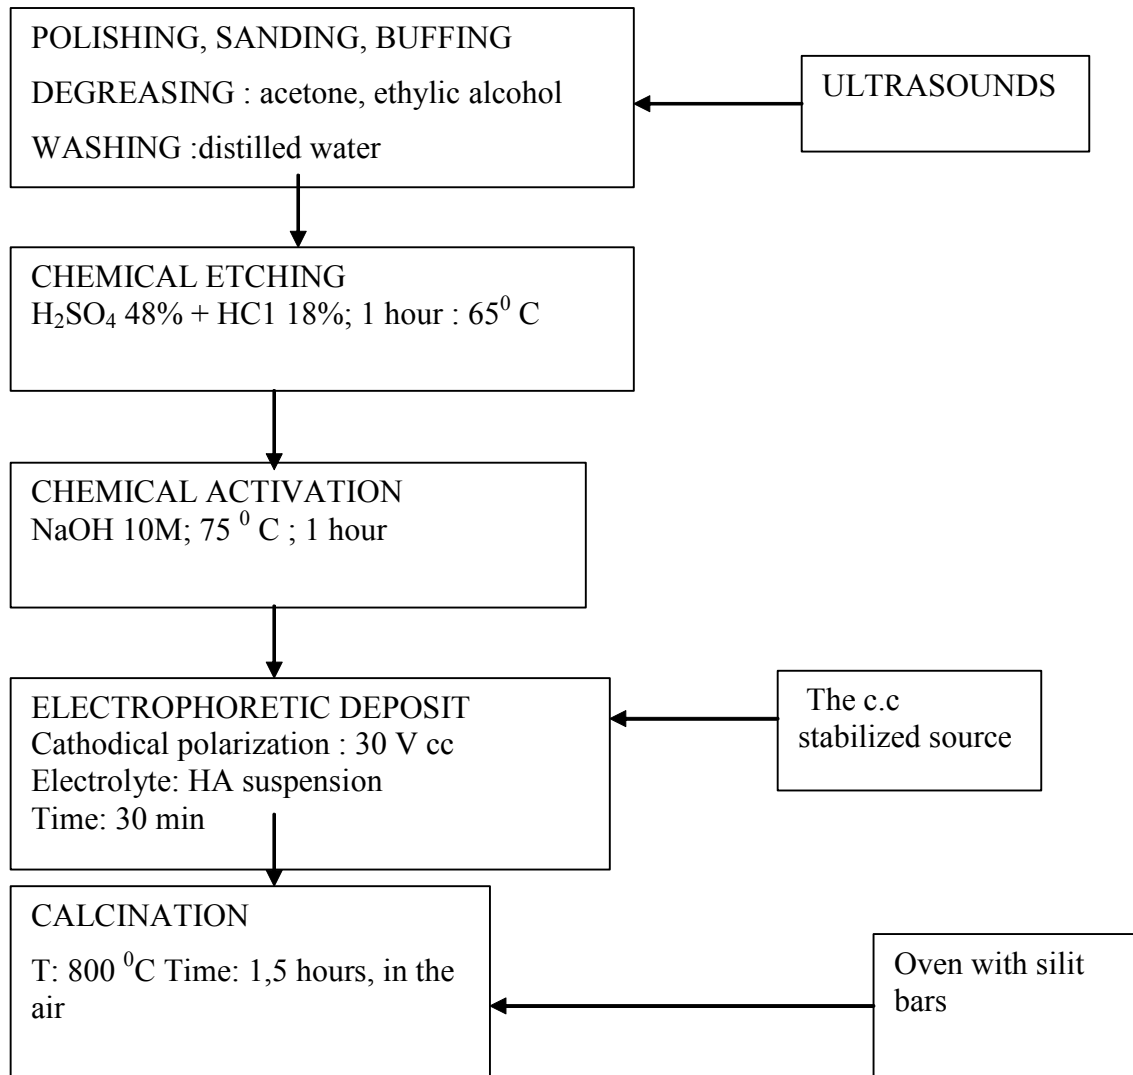 POLISHING, SANDING, BUFFING
DEGREASING : acetone, ethylic alcohol
WASHING :distilled water
ULTRASOUNDS
CHEMICAL ETCHING
H₂SO₄ 48% + HC1 18%; 1 hour : 65⁰ C
CHEMICAL ACTIVATION
NaOH 10M; 75 ⁰ C ; 1 hour
ELECTROPHORETIC DEPOSIT
Cathodical polarization : 30 V cc
Electrolyte: HA suspension
Time: 30 min
The c.c
stabilized source
CALCINATION
T: 800 ⁰C Time: 1,5 hours, in the
air
Oven with silit
bars